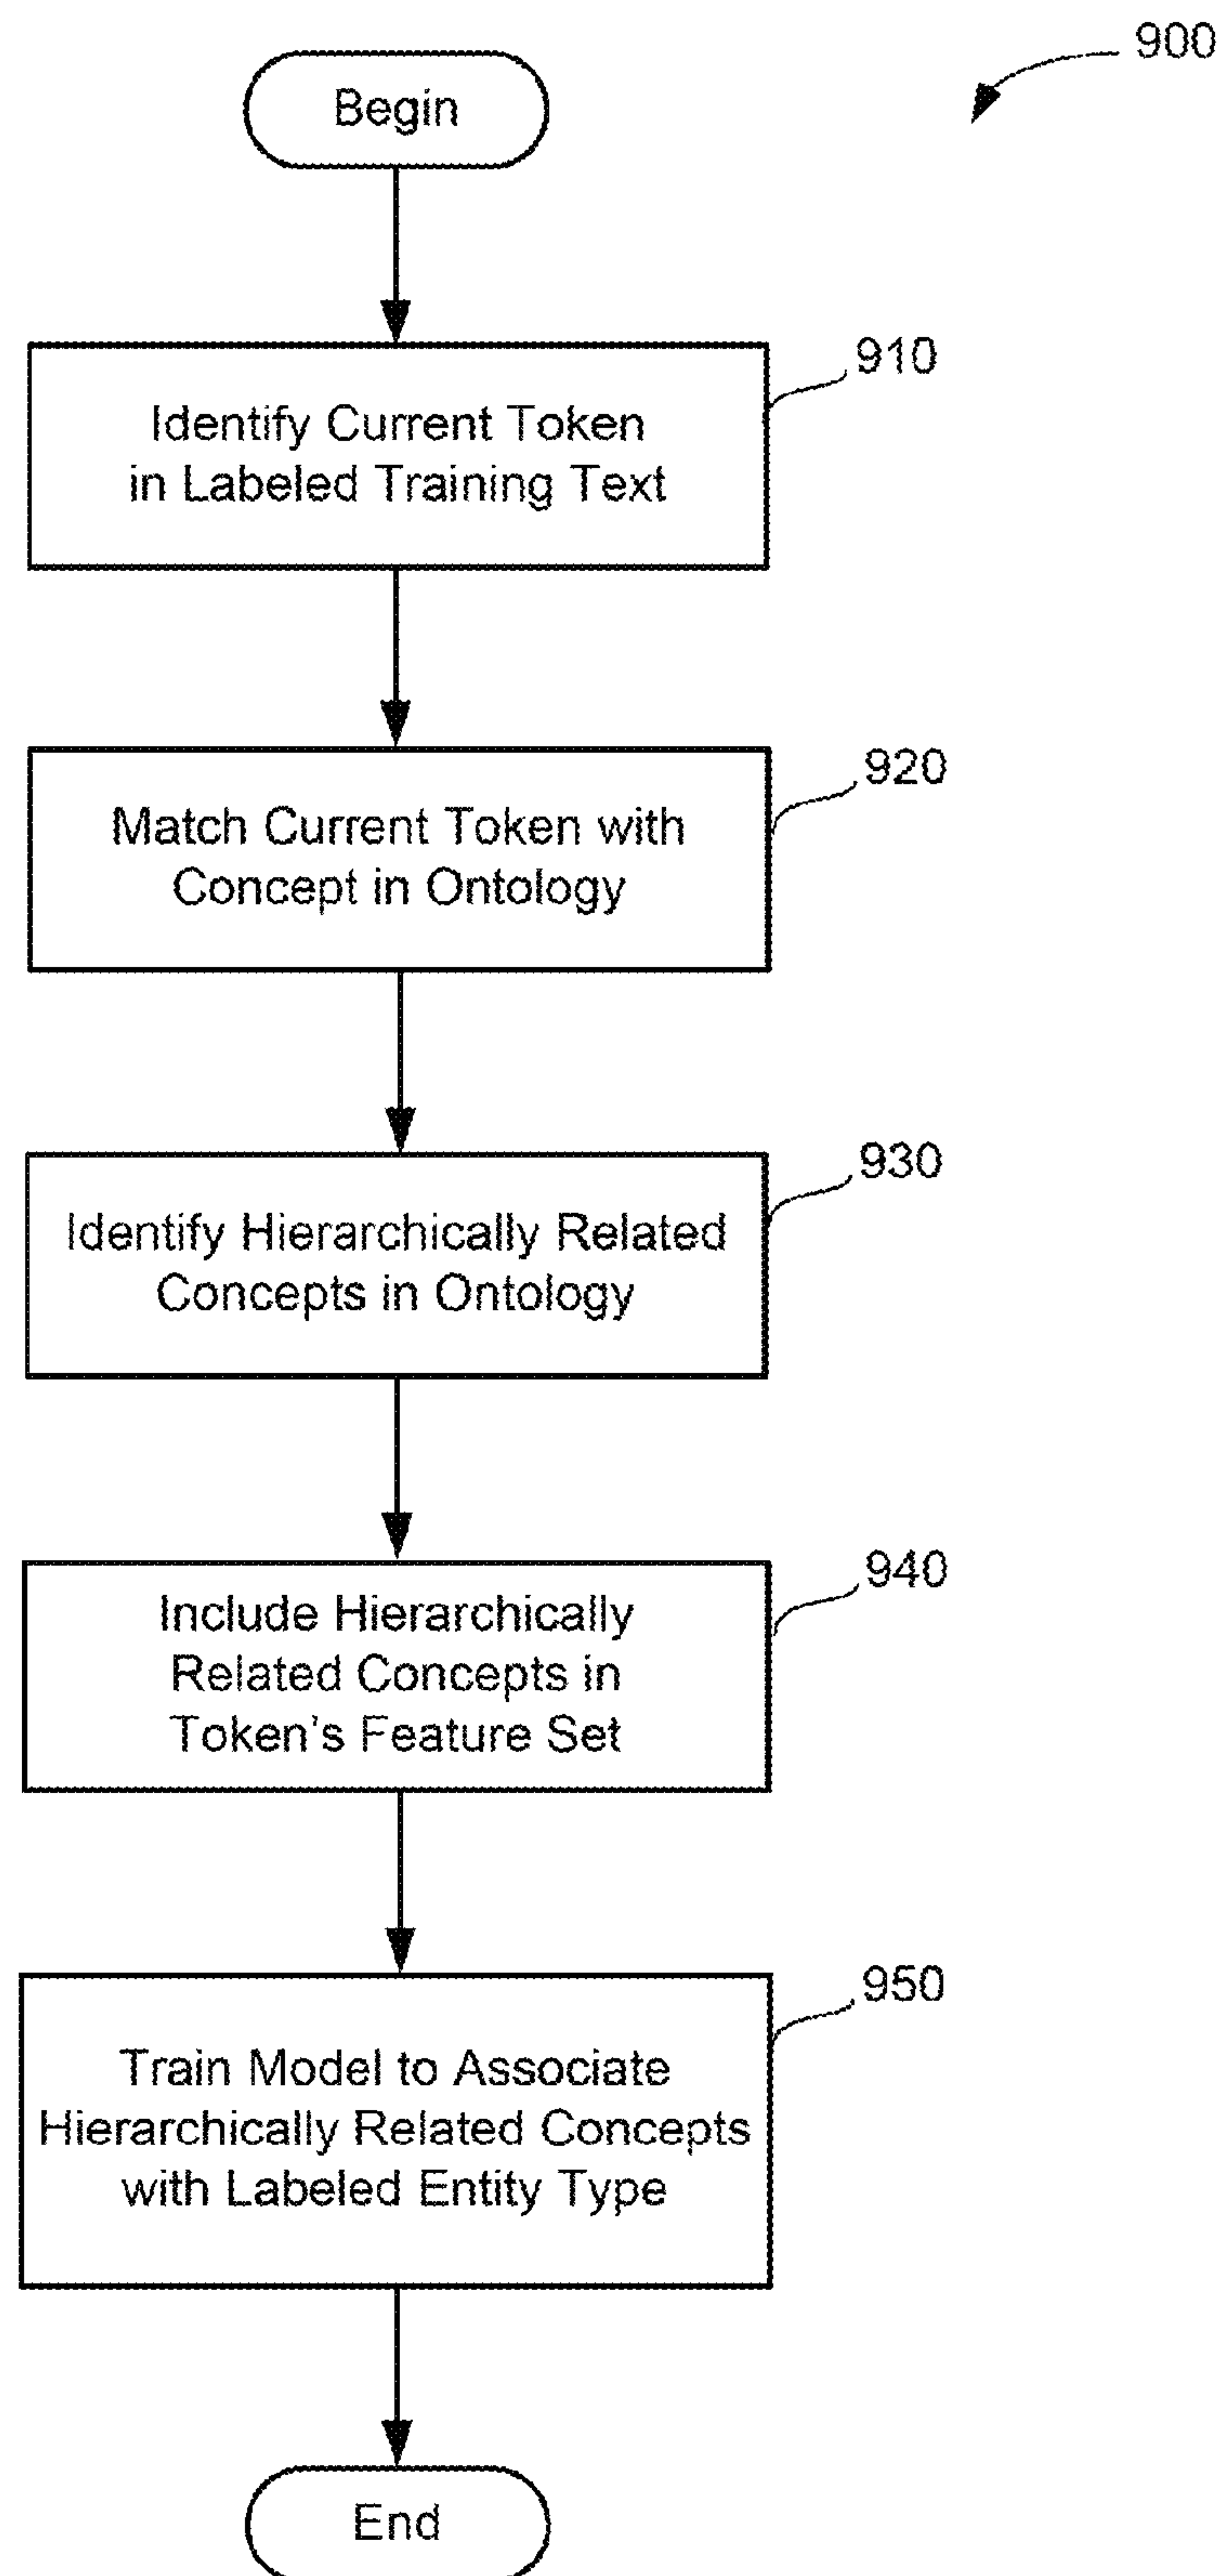 900
Begin
910
Identify Current Token
in Labeled Training Text
920
Match Current Token with
Concept in Ontology
930
Identify Hierarchically Related
Concepts in Ontology
940
Include Hierarchically
Related Concepts in
Token's Feature Set
950
Train Model to Associate
Hierarchically Related Concepts
with Labeled Entity Type
End